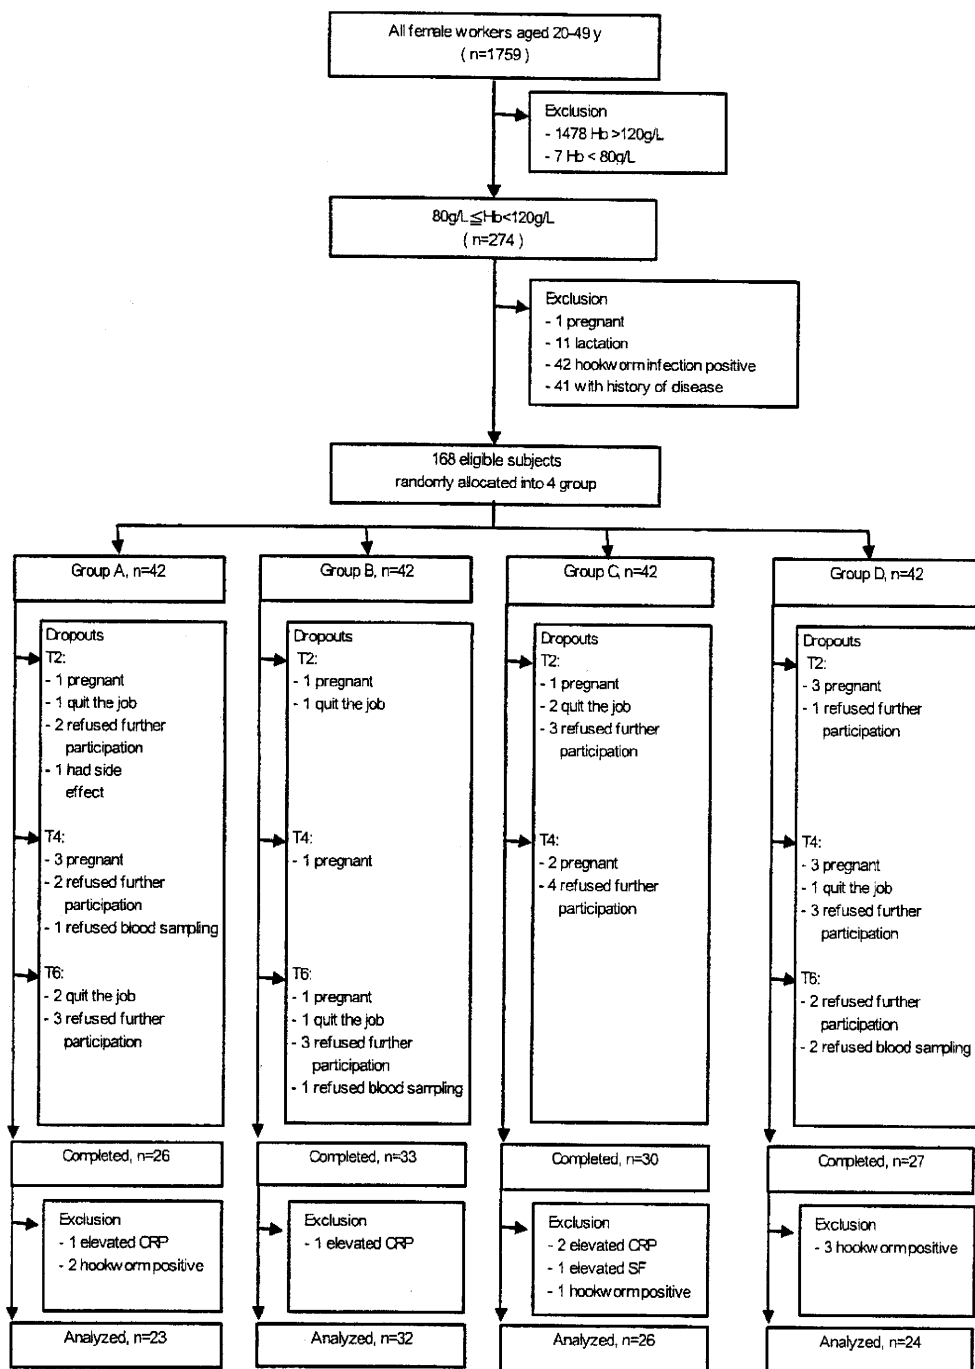 All female workers aged 20-49 y
( n=1759 )
Exclusion
- 1478 Hb >120g/L
- 7 Hb < 80g/L
80g/L≦Hb<120g/L
( n=274 )
Exclusion
- 1 pregnant
- 11 lactation
- 42 hookworm infection positive
- 41 with history of disease
168 eligible subjects
randomly allocated into 4 group
Group A, n=42
Dropouts
T2:
- 1 pregnant
- 1 quit the job
- 2 refused further
participation
- 1 had side
effect
T4:
- 3 pregnant
- 2 refused further
participation
- 1 refused blood sampling
T6:
- 2 quit the job
- 3 refused further
participation
Completed, n=26
Exclusion
- 1 elevated CRP
- 2 hookworm positive
Analyzed, n=23
Group B, n=42
Dropouts
T2:
- 1 pregnant
- 1 quit the job
T4:
- 1 pregnant
T6:
- 1 pregnant
- 1 quit the job
- 3 refused further
participation
- 1 refused blood sampling
Completed, n=33
Exclusion
- 1 elevated CRP
Analyzed, n=32
Group C, n=42
Dropouts
T2:
- 1 pregnant
- 2 quit the job
- 3 refused further
participation
T4:
- 2 pregnant
- 4 refused further
participation
Completed, n=30
Exclusion
- 2 elevated CRP
- 1 elevated SF
- 1 hookworm positive
Analyzed, n=26
Group D, n=42
Dropouts
T2:
- 3 pregnant
- 1 refused further
participation
T4:
- 3 pregnant
- 1 quit the job
- 3 refused further
participation
T6:
- 2 refused further
participation
- 2 refused blood sampling
Completed, n=27
Exclusion
- 3 hookworm positive
Analyzed, n=24